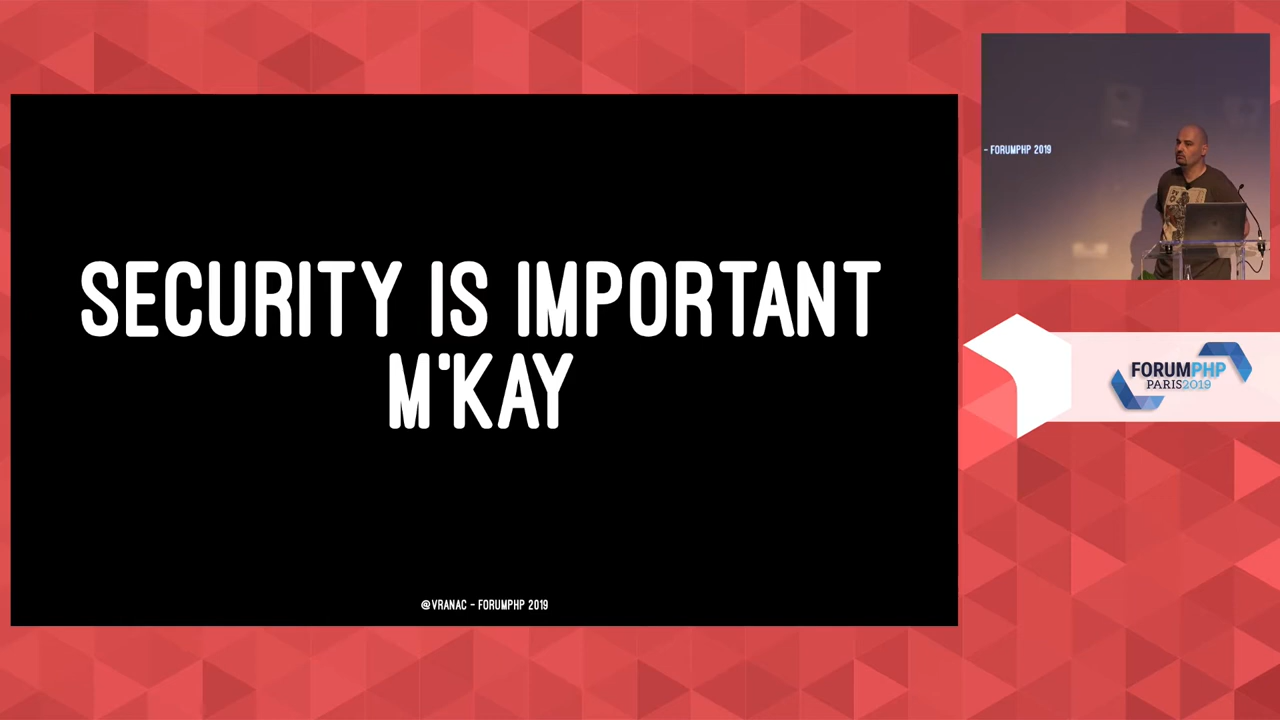 SECURITY IS IMPORTANT
M'KAY
@VRANAC - FORUMPHP 2019
- FORUMPHP 2019
FORUMPHP
PARIS2019